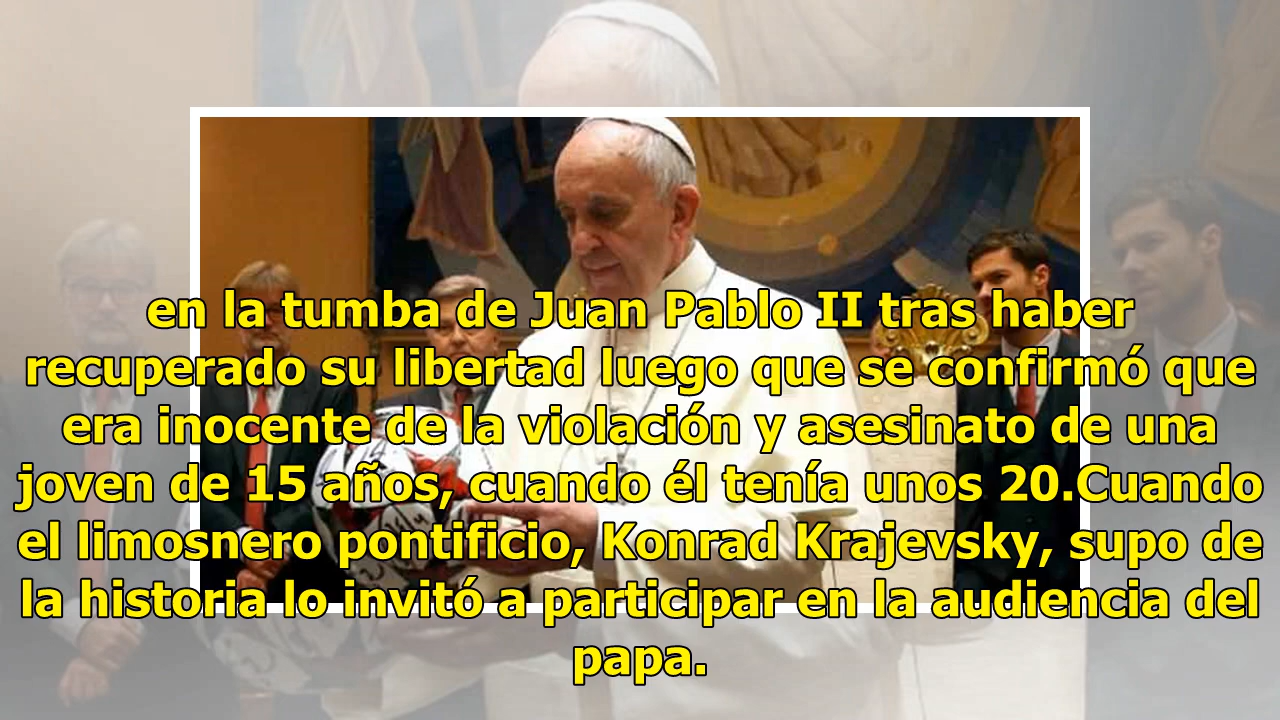 en la tumba de Juan Pablo II tras haber
recuperado su libertad luego que se confirmó que
era inocente de la violación y asesinato de una
joven de 15 años, cuando él tenía unos 20.Cuando
el limosnero pontificio, Konrad Krajevsky, supo de
la historia lo invitó a participar en la audiencia del
papa.